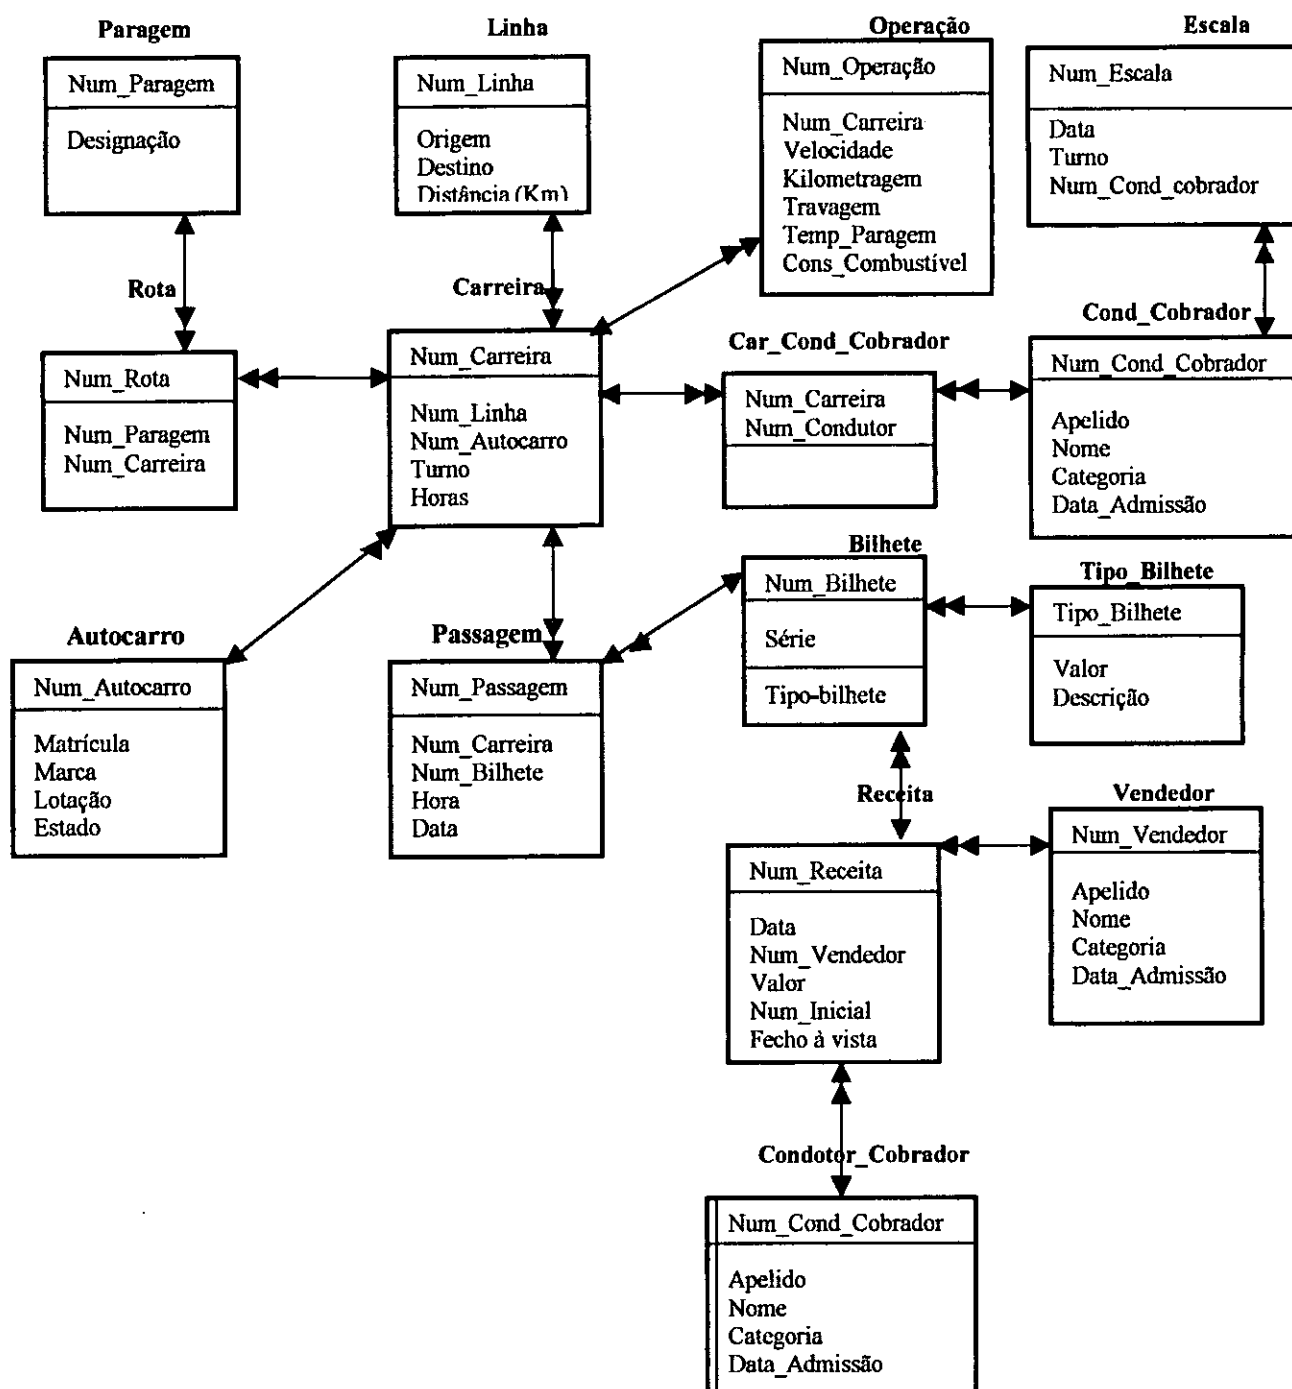 Paragem
Num_Paragem
Designação
Linha
Num_Linha
Origem
Destino
Distância (Km)
Operação
Num_Operação
Num_Carreira
Velocidade
Kilometragem
Travagem
Temp_Paragem
Cons_Combustível
Escala
Num_Escala
Data
Turno
Num_Cond_cobrador
Rota
Num_Rota
Num_Paragem
Num_Carreira
Carreira
Num_Carreira
Num_Linha
Num_Autocarro
Turno
Horas
Car_Cond_Cobrador
Num_Carreira
Num_Condutor
Cond_Cobrador
Num_Cond_Cobrador
Apelido
Nome
Categoria
Data_Admissão
Autocarro
Num_Autocarro
Matrícula
Marca
Lotação
Estado
Passagem
Num_Passagem
Num_Carreira
Num_Bilhete
Hora
Data
Bilhete
Num_Bilhete
Série
Tipo-bilhete
Tipo_Bilhete
Tipo_Bilhete
Valor
Descrição
Receita
Num_Receita
Data
Num_Vendedor
Valor
Num_Inicial
Fecho à vista
Vendedor
Num_Vendedor
Apelido
Nome
Categoria
Data_Admissão
Condotor_Cobrador
Num_Cond_Cobrador
Apelido
Nome
Categoria
Data_Admissão